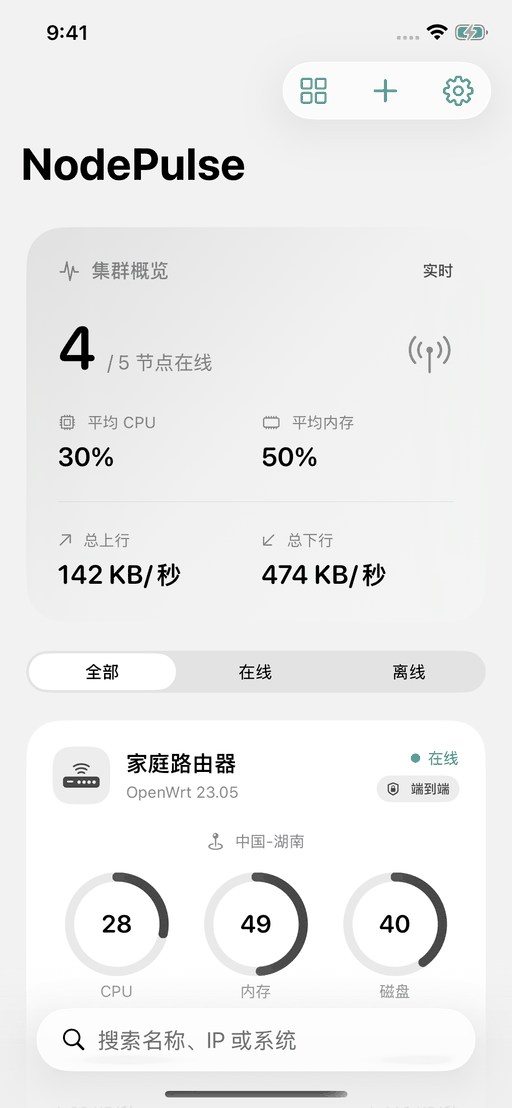 9:41
NodePulse
集群概览
实时
4 / 5 节点在线
平均 CPU
平均内存
30%
50%
总上行
总下行
142 KB/秒
474 KB/秒
全部
在线
离线
家庭路由器
在线
OpenWrt 23.05
端到端
中国-湖南
28
49
40
CPU
内存
磁盘
搜索名称、IP 或系统